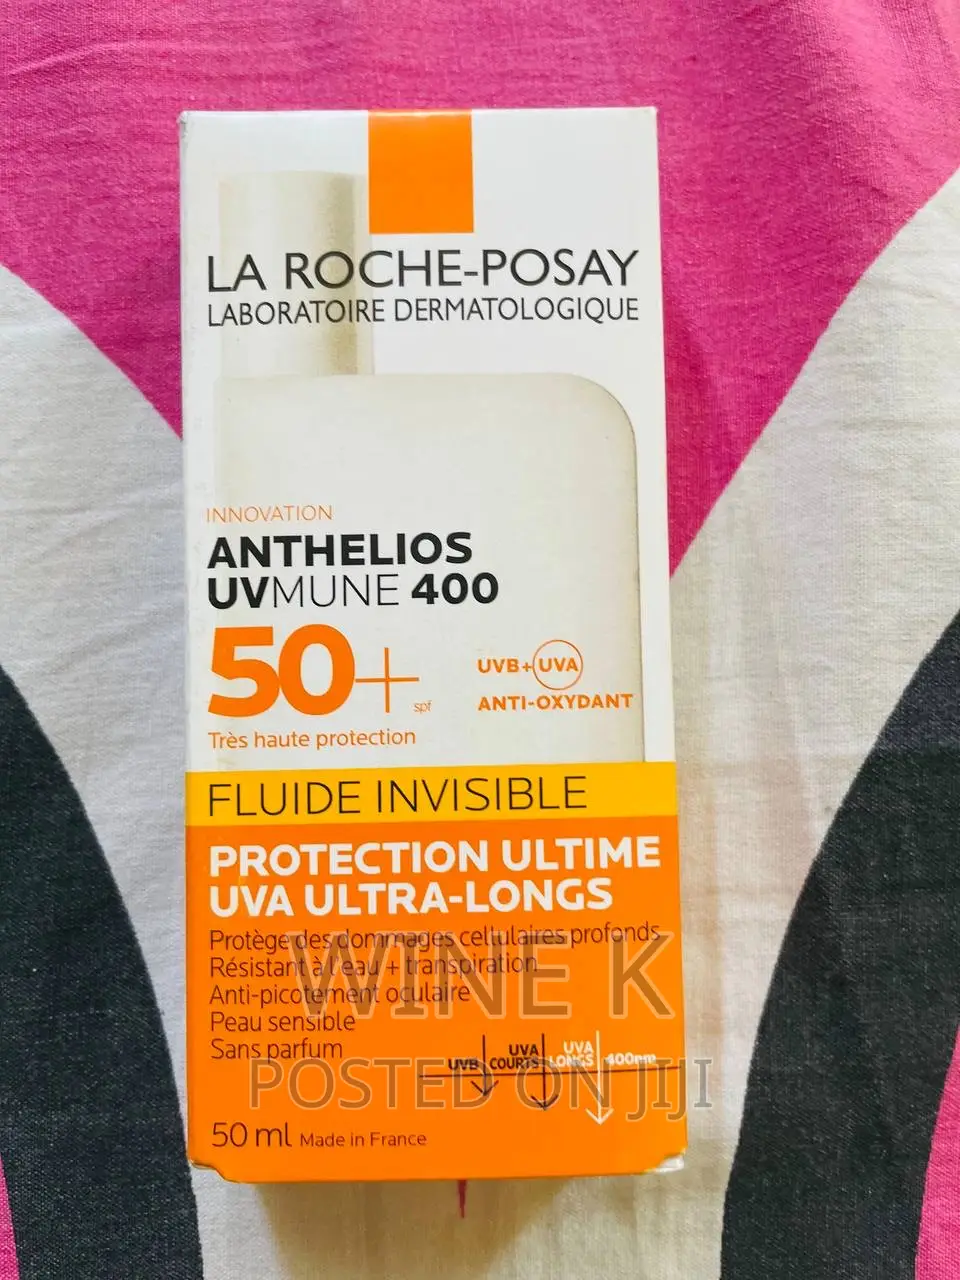 LA ROCHE-POSAY
LABORATOIRE DERMATOLOGIQUE
INNOVATION
ANTHELIOS
UVMUNE 400
50+ spf
UVB+UVA
ANTI-OXYDANT
Très haute protection
FLUIDE INVISIBLE
PROTECTION ULTIME
UVA ULTRA-LONGS
Protège des dommages cellulaires profonds
Résistant à l'eau + transpiration
Anti-picotement oculaire
Peau sensible
Sans parfum
UVB
UVA COURTS
UVA LONGS
400nm
50 ml Made in France
WINE K
POSTED ON JIJI